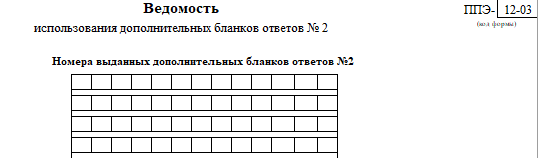 Ведомость
ППЭ- 12-03
использования дополнительных бланков ответов № 2
(код формы)
Номера выданных дополнительных бланков ответов №2